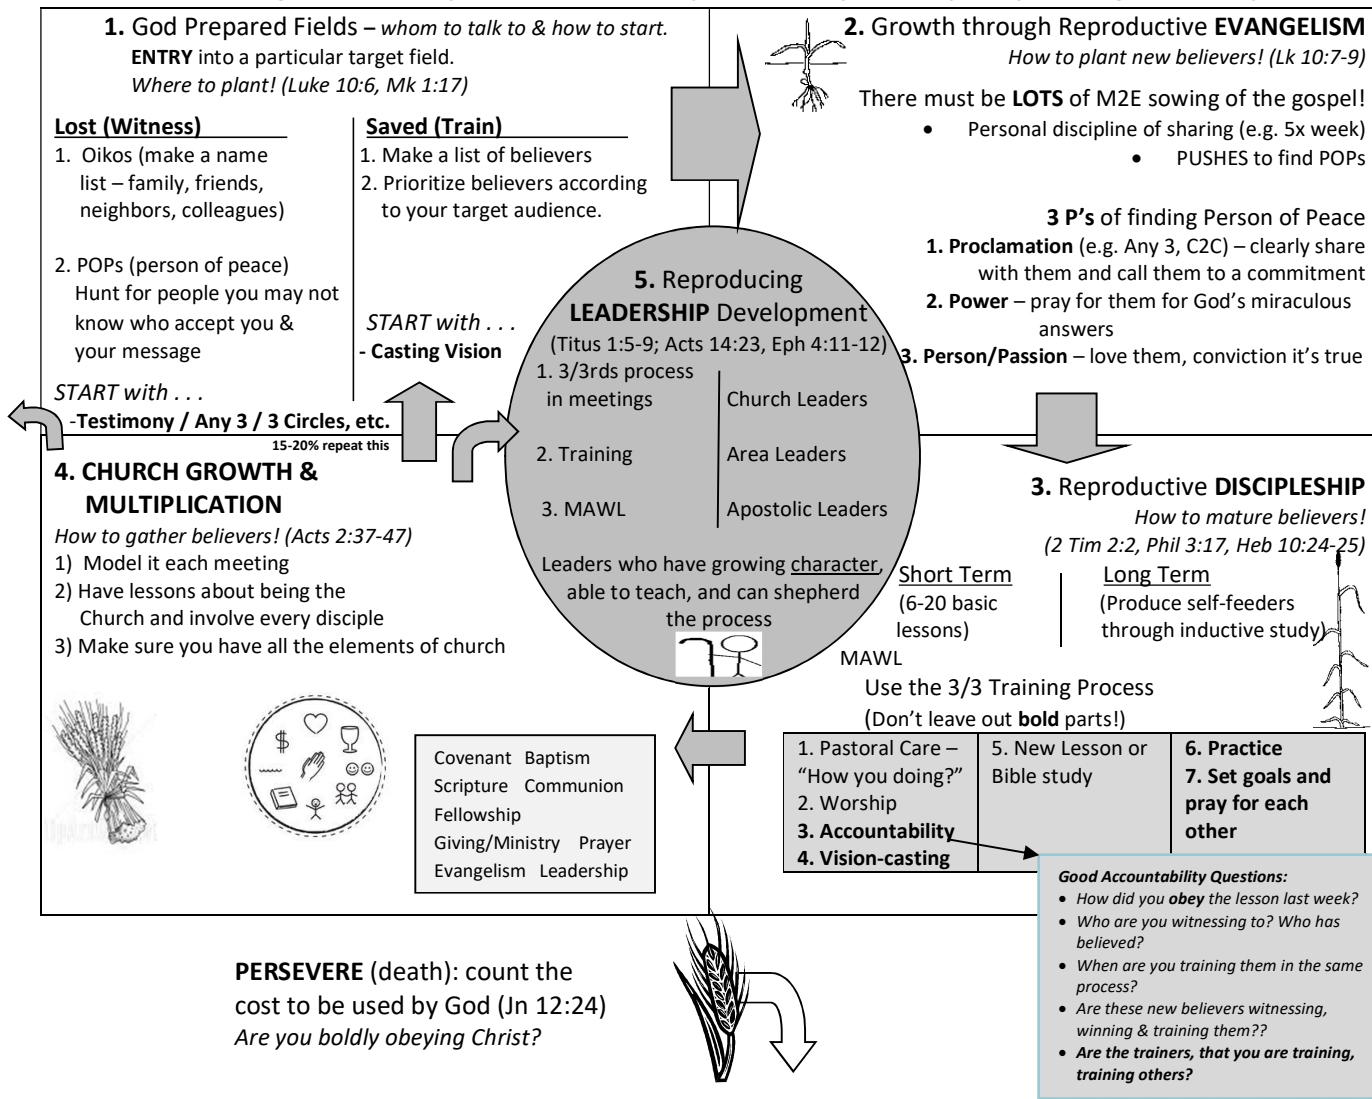 1. God Prepared Fields – whom to talk to & how to start.
ENTRY into a particular target field.
Where to plant! (Luke 10:6, Mk 1:17)
Lost (Witness)
1. Oikos (make a name
list – family, friends,
neighbors, colleagues)
2. POPs (person of peace)
Hunt for people you may not
know who accept you &
your message
START with . . .
-Testimony / Any 3 / 3 Circles, etc.
15-20% repeat this
Saved (Train)
1. Make a list of believers
2. Prioritize believers according
to your target audience.
START with . . .
- Casting Vision
2. Growth through Reproductive EVANGELISM
How to plant new believers! (Lk 10:7-9)
There must be LOTS of M2E sowing of the gospel!
• Personal discipline of sharing (e.g. 5x week)
• PUSHES to find POPs
3 P's of finding Person of Peace
1. Proclamation (e.g. Any 3, C2C) – clearly share
with them and call them to a commitment
2. Power – pray for them for God's miraculous
answers
3. Person/Passion – love them, conviction it's true
5. Reproducing
LEADERSHIP Development
(Titus 1:5-9; Acts 14:23, Eph 4:11-12)
1. 3/3rds process
in meetings
Church Leaders
2. Training
Area Leaders
3. MAWL
Apostolic Leaders
Leaders who have growing character,
able to teach, and can shepherd
the process
3. Reproductive DISCIPLESHIP
How to mature believers!
(2 Tim 2:2, Phil 3:17, Heb 10:24-25)
Short Term
(6-20 basic
lessons)
Long Term
(Produce self-feeders
through inductive study)
MAWL
Use the 3/3 Training Process
(Don't leave out bold parts!)
1. Pastoral Care –
"How you doing?"
2. Worship
3. Accountability
4. Vision-casting
5. New Lesson or
Bible study
6. Practice
7. Set goals and
pray for each
other
Good Accountability Questions:
• How did you obey the lesson last week?
• Who are you witnessing to? Who has
believed?
• When are you training them in the same
process?
• Are these new believers witnessing,
winning & training them??
• Are the trainers, that you are training,
training others?
4. CHURCH GROWTH &
MULTIPLICATION
How to gather believers! (Acts 2:37-47)
1) Model it each meeting
2) Have lessons about being the
Church and involve every disciple
3) Make sure you have all the elements of church
$
Covenant Baptism
Scripture Communion
Fellowship
Giving/Ministry Prayer
Evangelism Leadership
PERSEVERE (death): count the
cost to be used by God (Jn 12:24)
Are you boldly obeying Christ?